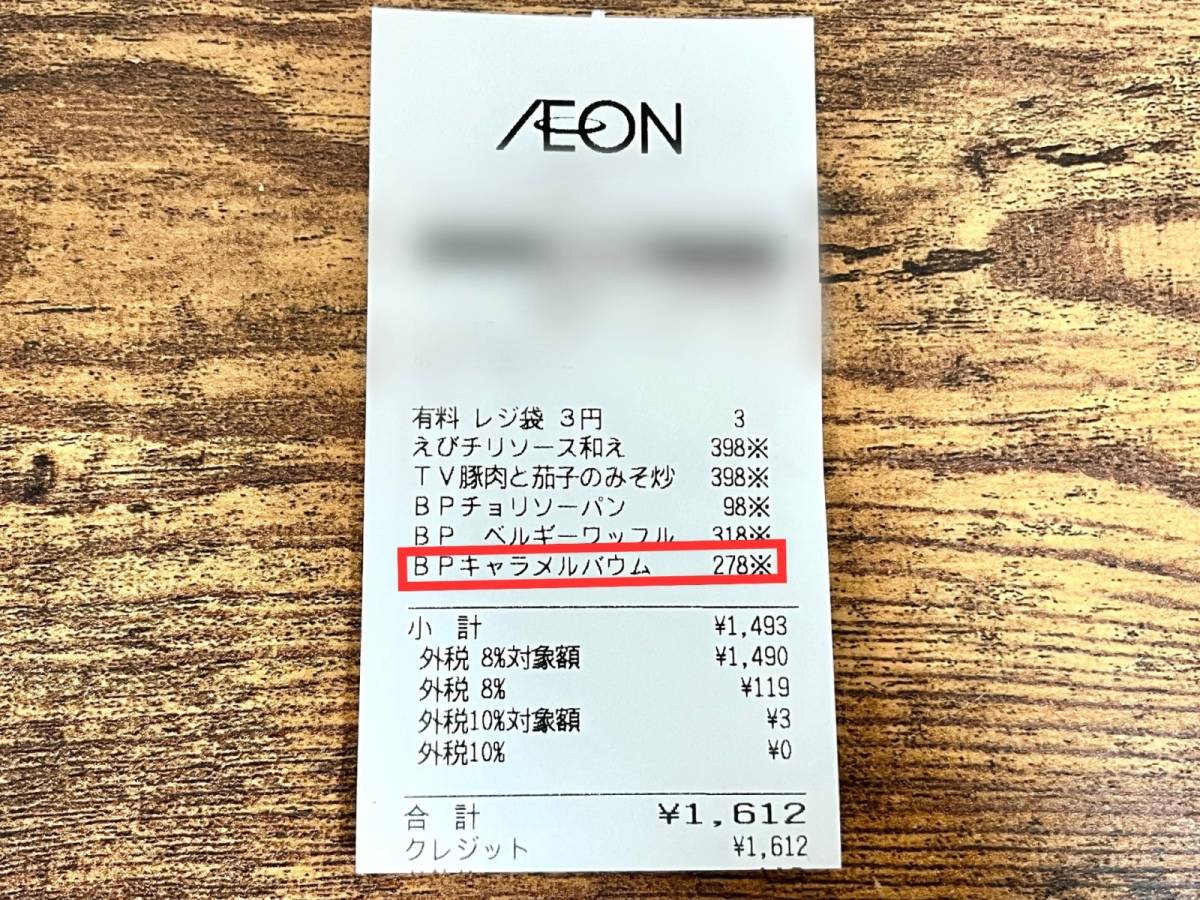 ÆON
有料 レジ袋 3円 3
えびチリソース和え 398※
TV豚肉と茄子のみそ炒 398※
BPチョリソーパン 98※
BP ベルギーワッフル 318※
BPキャラメルバウム 278※
小 計 ¥1,493
外税 8%対象額 ¥1,490
外税 8% ¥119
外税10%対象額 ¥3
外税10% ¥0
合 計 ¥1,612
クレジット ¥1,612